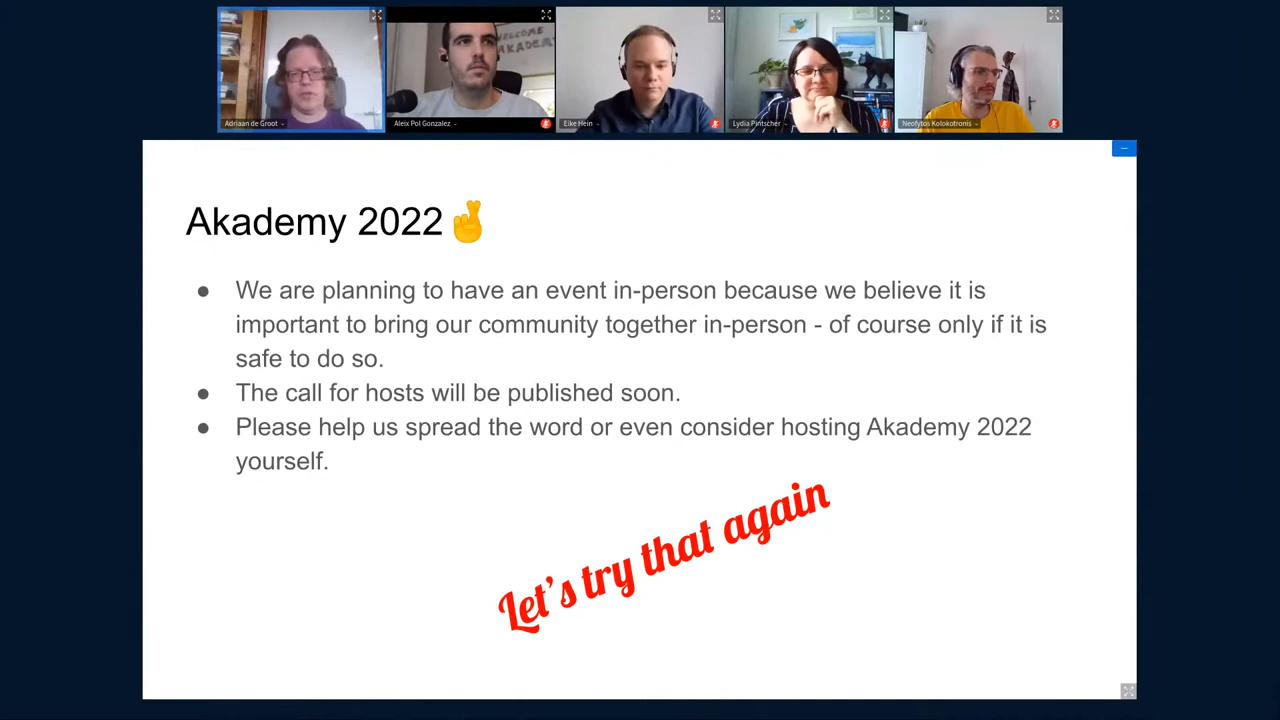 WELCOME
AKADEMY
Adriaan de Groot
Aleix Pol Gonzalez
Eike Hein
Lydia Pintscher
Neofytos Kolokotronis
Akademy 2022
We are planning to have an event in-person because we believe it is
important to bring our community together in-person - of course only if it is
safe to do so.
The call for hosts will be published soon.
Please help us spread the word or even consider hosting Akademy 2022
yourself.
Let's try that again